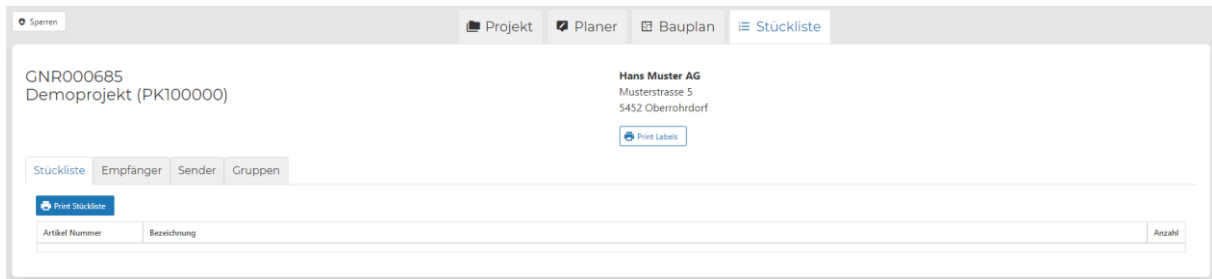 Sperren
Projekt Planer Bauplan Stückliste
GNR000685
Demoprojekt (PK100000)
Hans Muster AG
Musterstrasse 5
5452 Oberrohrdorf
Print Labels
Stückliste Empfänger Sender Gruppen
Print Stückliste
Artikel Nummer Bezeichnung Anzahl